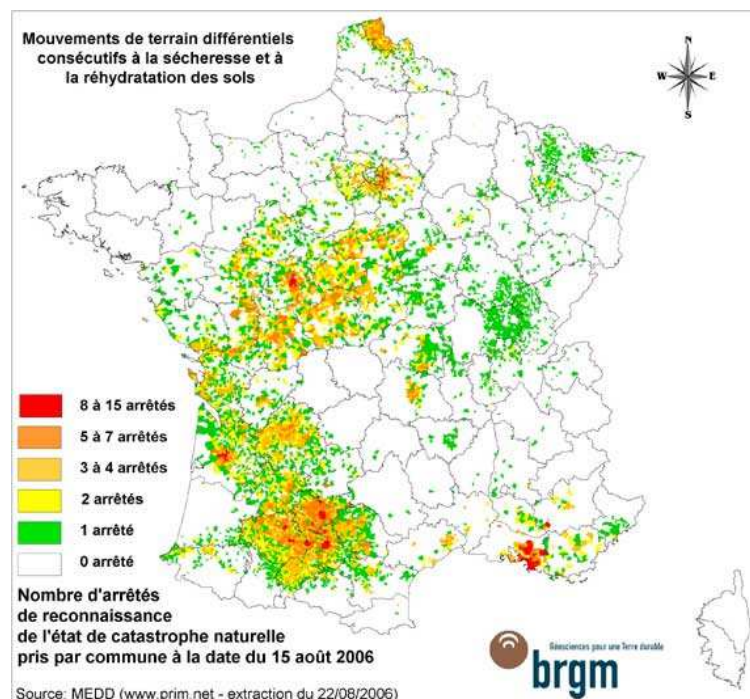 Mouvements de terrain différentiels
consécutifs à la sécheresse et à
la réhydratation des sols
N
W E
S
8 à 15 arrêtés
5 à 7 arrêtés
3 à 4 arrêtés
2 arrêtés
1 arrêté
0 arrêté
Nombre d'arrêtés
de reconnaissance
de l'état de catastrophe naturelle
pris par commune à la date du 15 août 2006
Géosciences pour une Terre durable
brgm
Source: MEDD (www.prim.net - extraction du 22/08/2006)